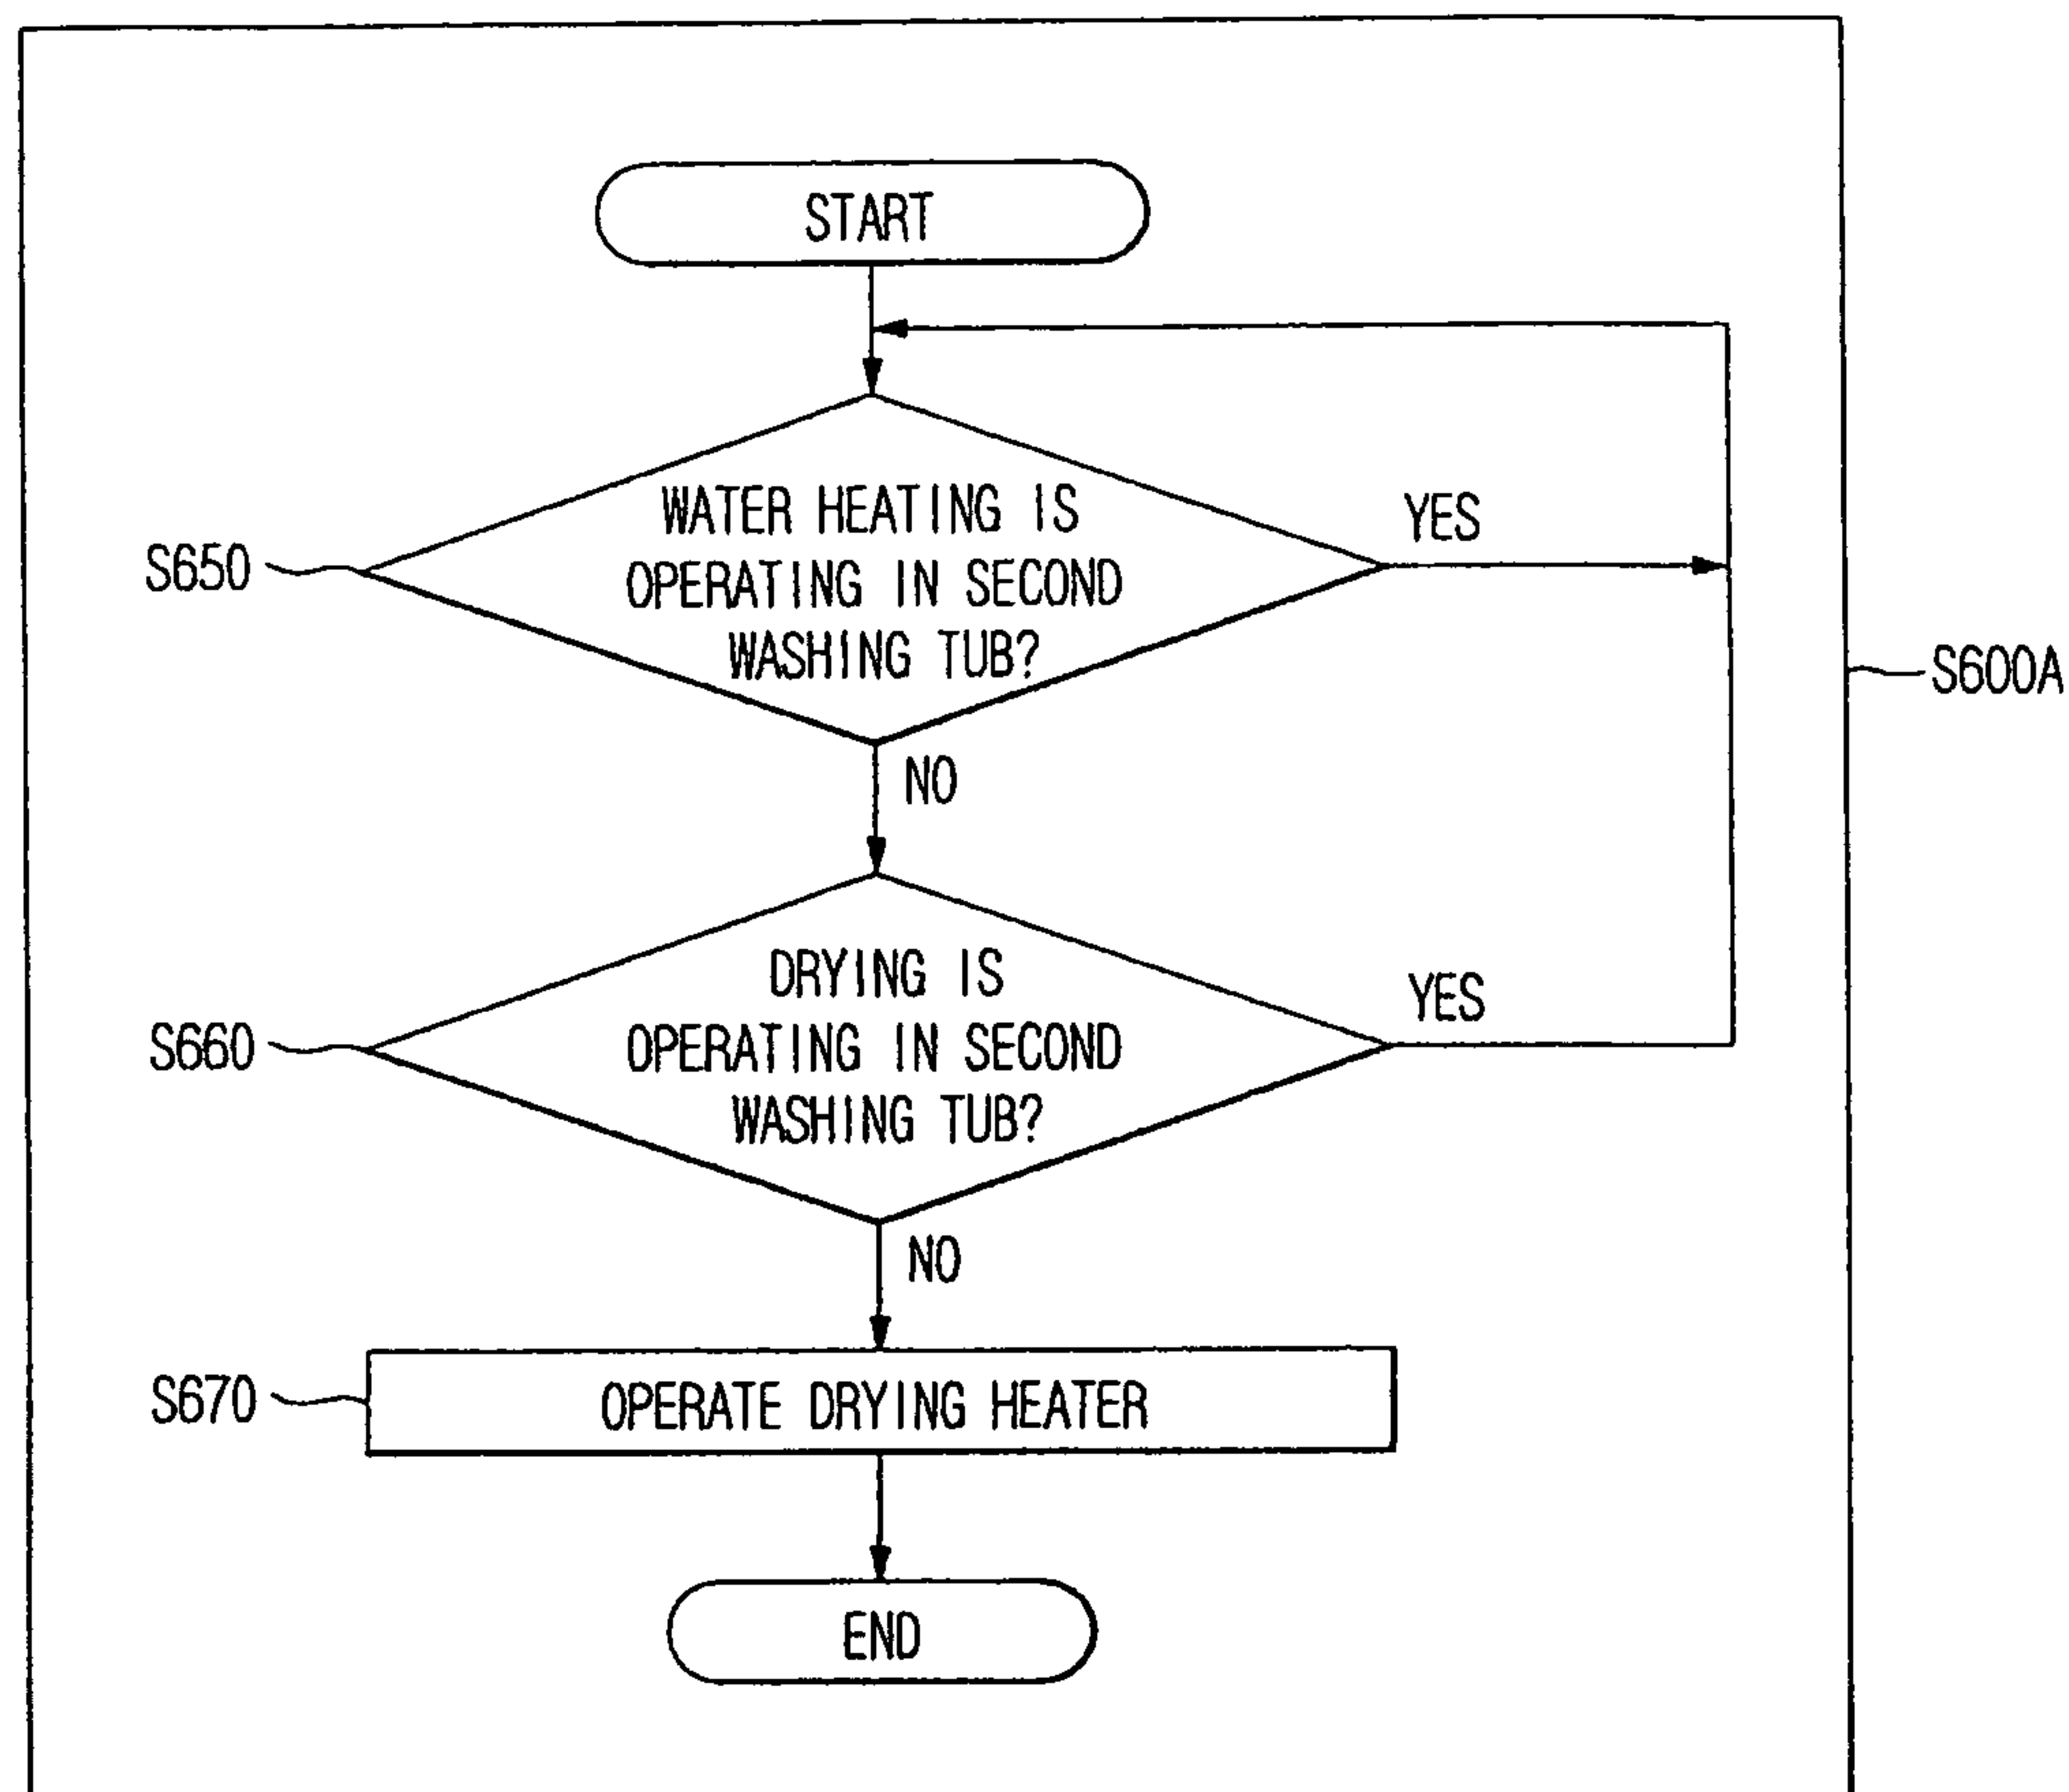 START
WATER HEATING IS
OPERATING IN SECOND
WASHING TUB?
YES
S650
S600A
NO
DRYING IS
OPERATING IN SECOND
WASHING TUB?
YES
S660
NO
S670
OPERATE DRYING HEATER
END